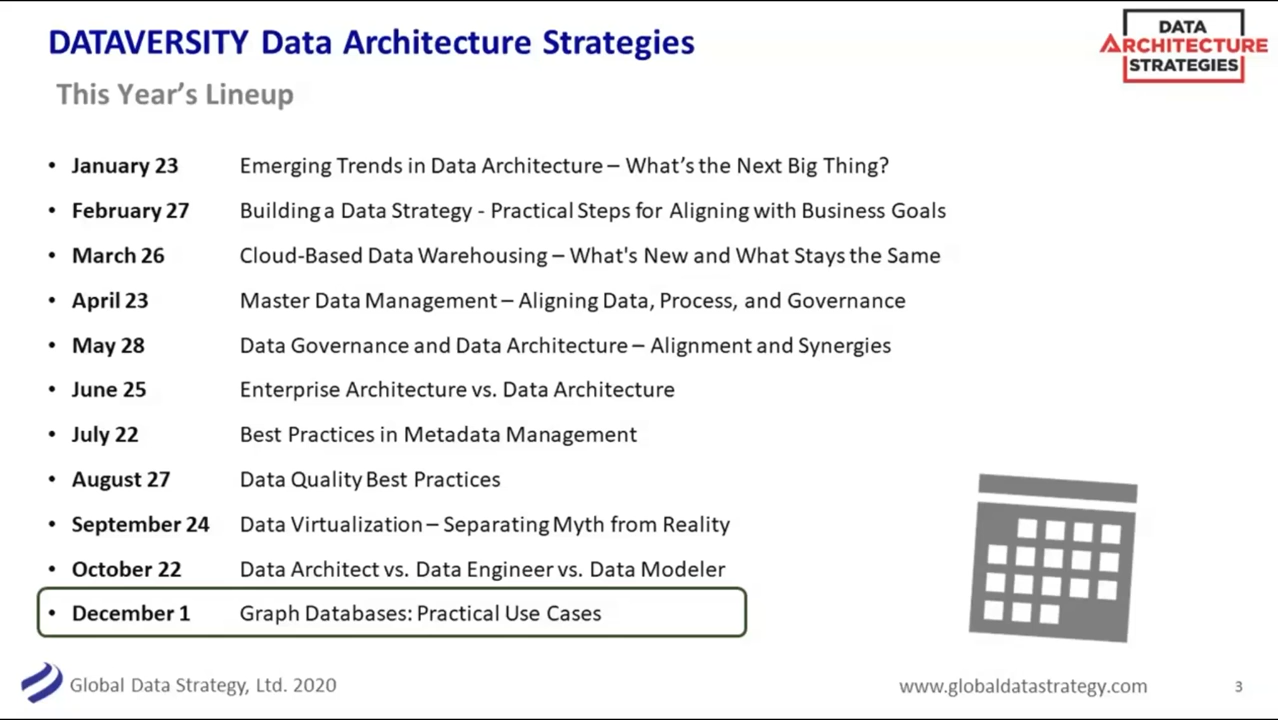 DATAVERSITY Data Architecture Strategies
DATA
ARCHITECTURE
STRATEGIES
This Year's Lineup
• January 23 Emerging Trends in Data Architecture – What's the Next Big Thing?
• February 27 Building a Data Strategy - Practical Steps for Aligning with Business Goals
• March 26 Cloud-Based Data Warehousing – What's New and What Stays the Same
• April 23 Master Data Management – Aligning Data, Process, and Governance
• May 28 Data Governance and Data Architecture – Alignment and Synergies
• June 25 Enterprise Architecture vs. Data Architecture
• July 22 Best Practices in Metadata Management
• August 27 Data Quality Best Practices
• September 24 Data Virtualization – Separating Myth from Reality
• October 22 Data Architect vs. Data Engineer vs. Data Modeler
• December 1 Graph Databases: Practical Use Cases
Global Data Strategy, Ltd. 2020
www.globaldatastrategy.com
3